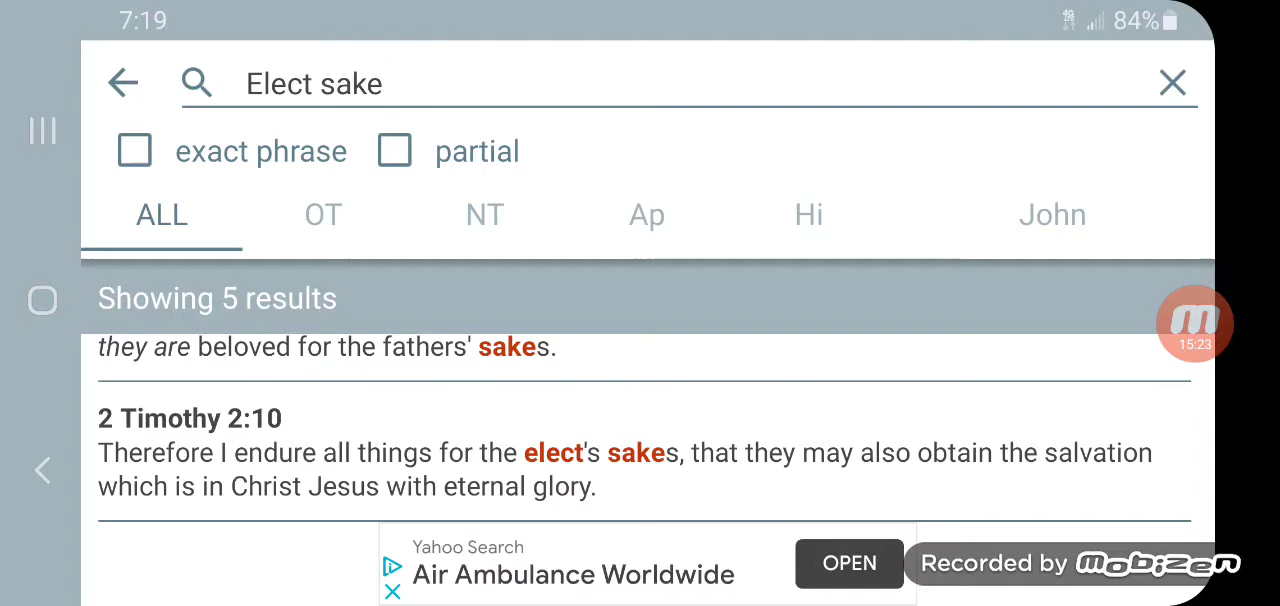 7:19
4G 84%
Elect sake
exact phrase partial
ALL OT NT Ap Hi John
Showing 5 results
they are beloved for the fathers' sakes.
15:23
2 Timothy 2:10
Therefore I endure all things for the elect's sakes, that they may also obtain the salvation
which is in Christ Jesus with eternal glory.
Yahoo Search
Air Ambulance Worldwide
OPEN
Recorded by mobizen